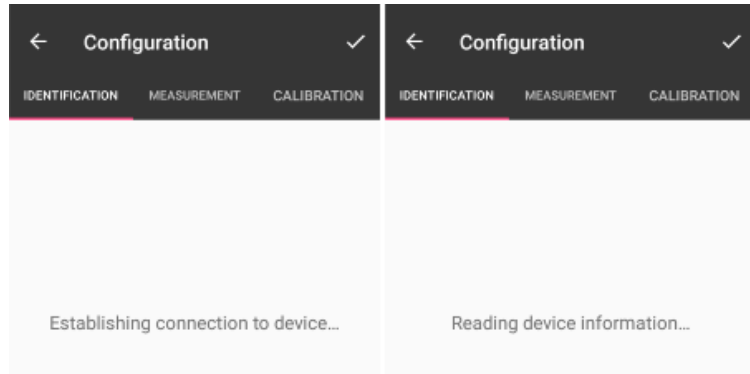 Configuration
IDENTIFICATION MEASUREMENT CALIBRATION
Establishing connection to device…
Configuration
IDENTIFICATION MEASUREMENT CALIBRATION
Reading device information…